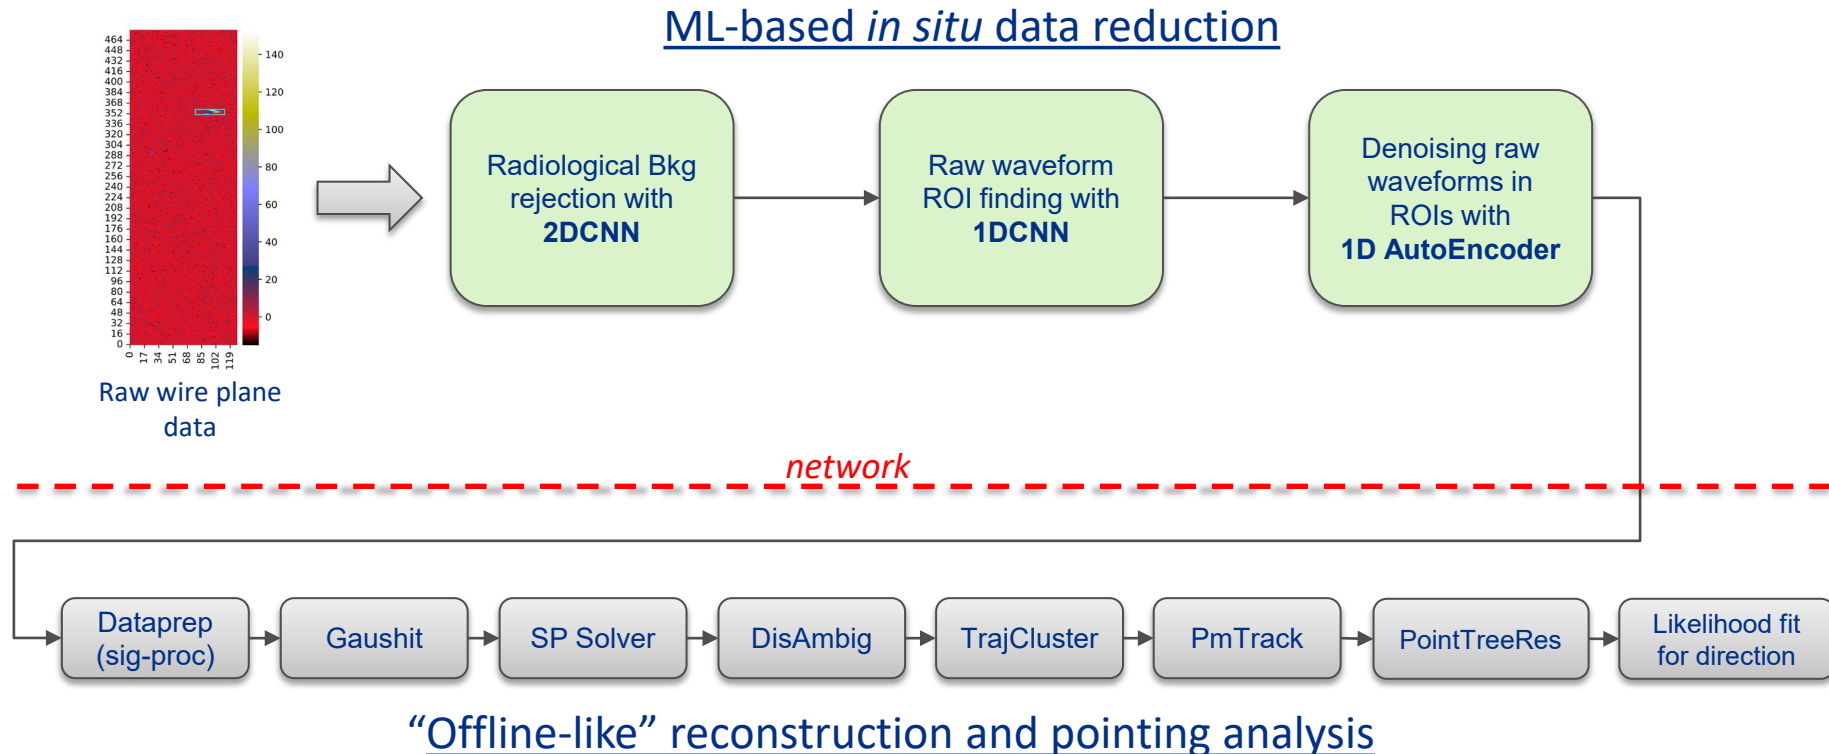 ML-based in situ data reduction
464
448
432
416
400
384
368
352
336
320
304
288
272
256
240
224
208
192
176
160
144
128
112
96
80
64
48
32
16
0
0
17
34
51
68
85
102
119
140
120
100
80
60
40
20
0
Raw wire plane
data
Radiological Bkg
rejection with
2DCNN
Raw waveform
ROI finding with
1DCNN
Denoising raw
waveforms in
ROIs with
1D AutoEncoder
network
Dataprep
(sig-proc)
Gaushit
SP Solver
DisAmbig
TrajCluster
PmTrack
PointTreeRes
Likelihood fit
for direction
“Offline-like” reconstruction and pointing analysis